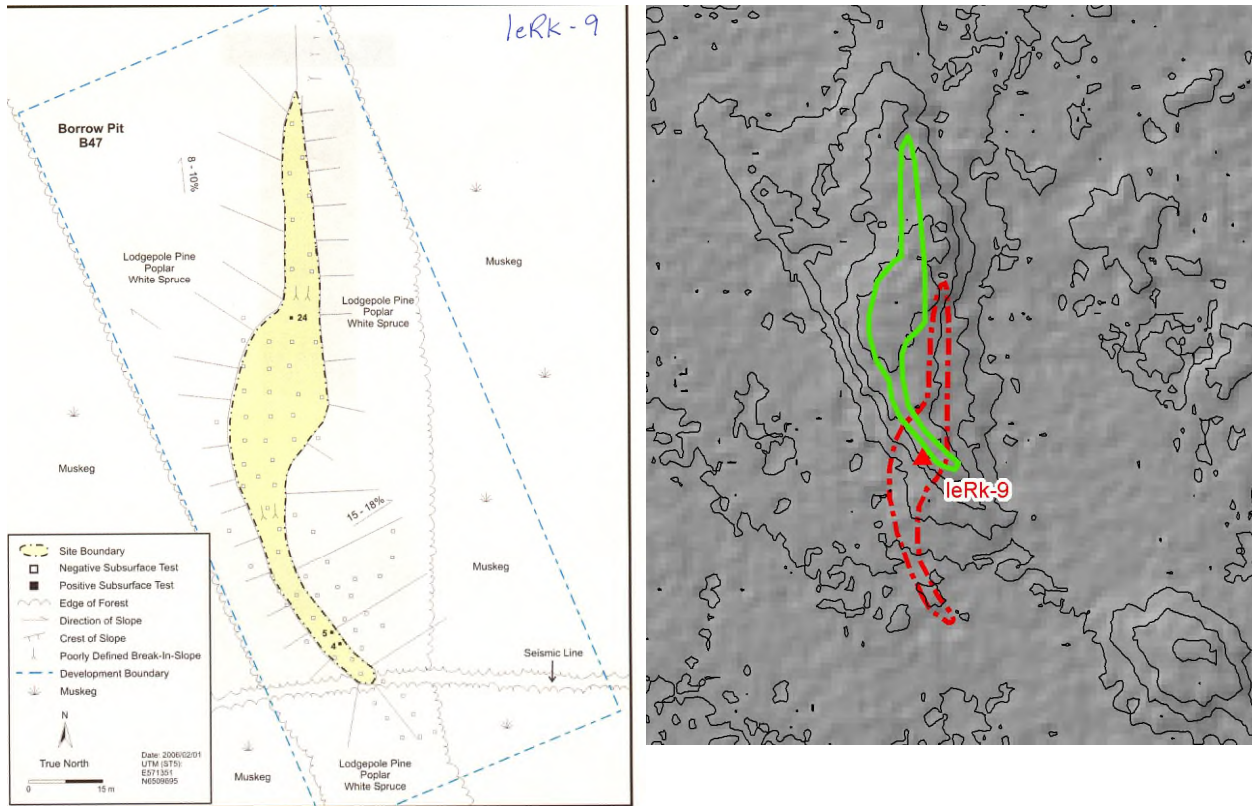 IeRk-9
Borrow Pit
B47
8 - 10%
Muskeg
Lodgepole Pine
Poplar
White Spruce
Muskeg
Lodgepole Pine
Poplar
White Spruce
24
Muskeg
Muskeg
Muskeg
15 - 18%
Muskeg
5
4
Seismic Line
Site Boundary
Negative Subsurface Test
Positive Subsurface Test
Edge of Forest
Direction of Slope
Crest of Slope
Poorly Defined Break-In-Slope
Development Boundary
Muskeg
N
True North
0 15 m
Date: 2006/02/01
UTM (ST5):
E571351
N6509895
Muskeg
Lodgepole Pine
Poplar
White Spruce
IeRk-9